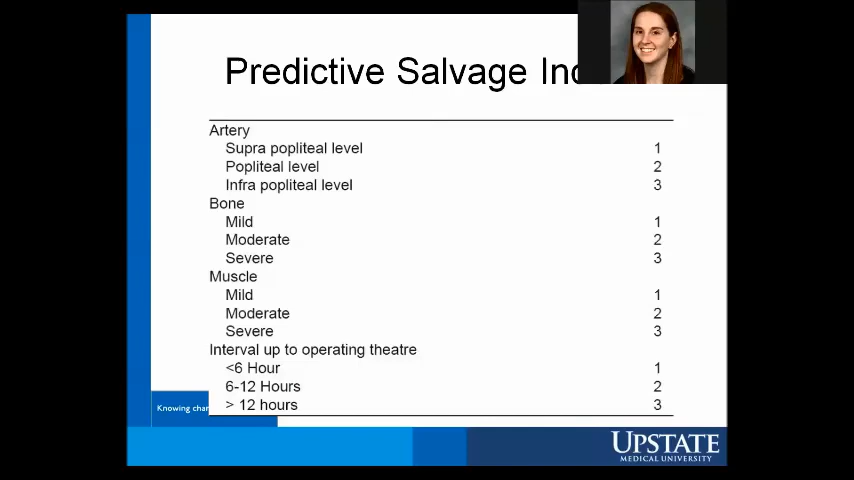 Predictive Salvage Inc
Artery
Supra popliteal level 1
Popliteal level 2
Infra popliteal level 3
Bone
Mild 1
Moderate 2
Severe 3
Muscle
Mild 1
Moderate 2
Severe 3
Interval up to operating theatre
<6 Hour 1
6-12 Hours 2
> 12 hours 3
Knowing
UPSTATE
MEDICAL UNIVERSITY